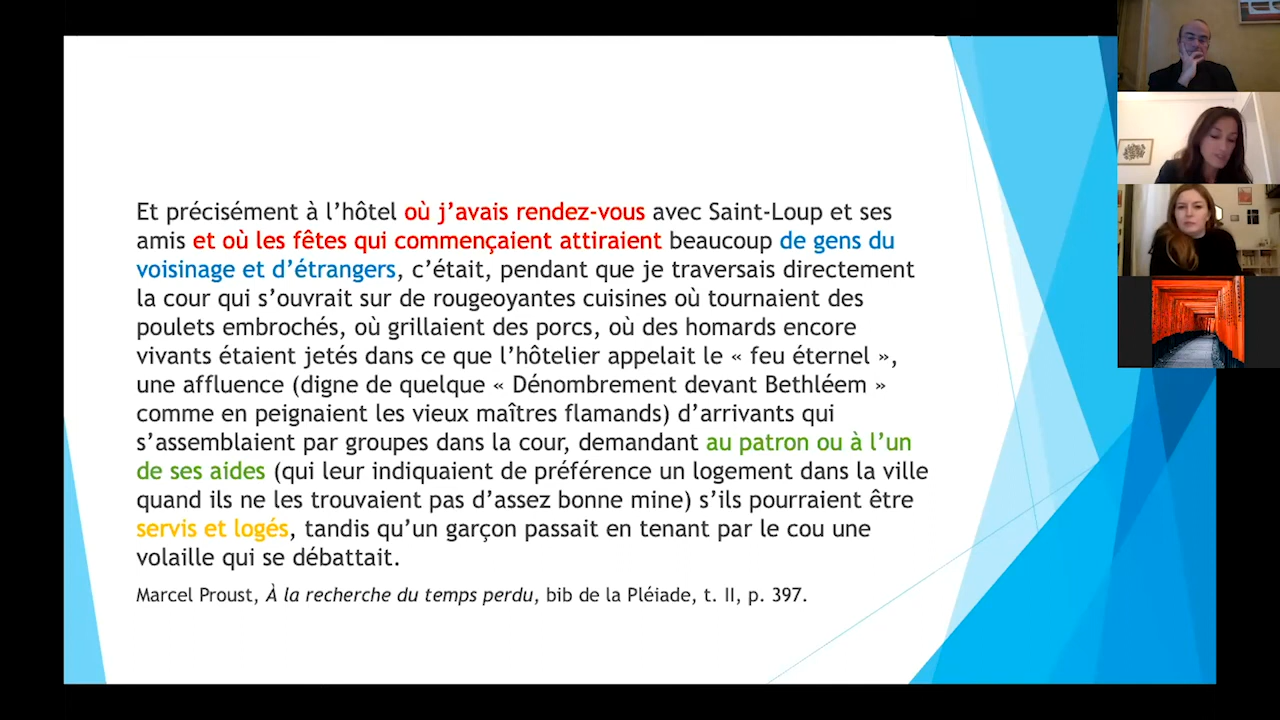 Et précisément à l’hôtel où j’avais rendez-vous avec Saint-Loup et ses
amis et où les fêtes qui commençaient attiraient beaucoup de gens du
voisinage et d’étrangers, c’était, pendant que je traversais directement
la cour qui s’ouvrait sur de rougeoyantes cuisines où tournaient des
poulets embrochés, où grillaient des porcs, où des homards encore
vivants étaient jetés dans ce que l’hôtelier appelait le « feu éternel »,
une affluence (digne de quelque « Dénombrement devant Bethléem »
comme en peignaient les vieux maîtres flamands) d’arrivants qui
s’assemblaient par groupes dans la cour, demandant au patron ou à l’un
de ses aides (qui leur indiquaient de préférence un logement dans la ville
quand ils ne les trouvaient pas d’assez bonne mine) s’ils pourraient être
servis et logés, tandis qu’un garçon passait en tenant par le cou une
volaille qui se débattait.
Marcel Proust, À la recherche du temps perdu, bib de la Pléiade, t. II, p. 397.